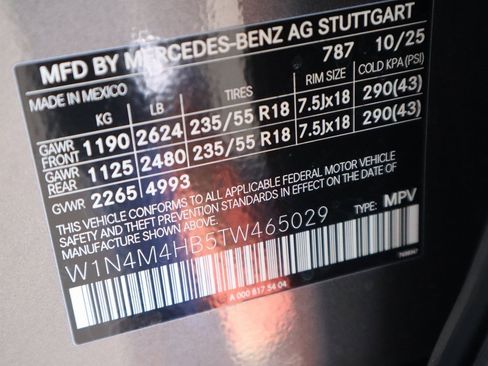 MFD BY MERCEDES-BENZ AG STUTTGART
787 10/25
MADE IN MEXICO
KG LB TIRES RIM SIZE COLD KPA(PSI)
GAWR FRONT 1190 2624 235/55 R18 7.5Jx18 290(43)
GAWR REAR 1125 2480 235/55 R18 7.5Jx18 290(43)
GVWR 2265 4993
THIS VEHICLE CONFORMS TO ALL APPLICABLE FEDERAL MOTOR VEHICLE
SAFETY AND THEFT PREVENTION STANDARDS IN EFFECT ON THE DATE OF
MANUFACTURE SHOWN ABOVE.
W1N4M4HB5TW465029 TYPE: MPV
A 000 817 54 04